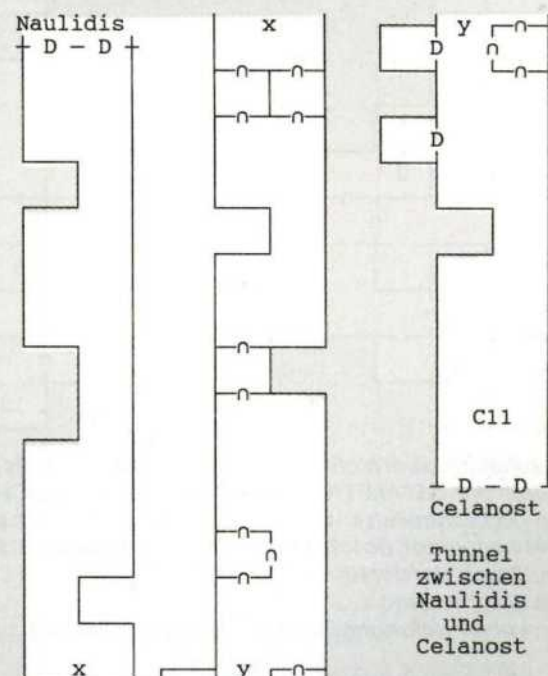 Naulidis
D - D
x
x
y
y
D
D
C11
D - D
Celanost
Tunnel
zwischen
Naulidis
und
Celanost